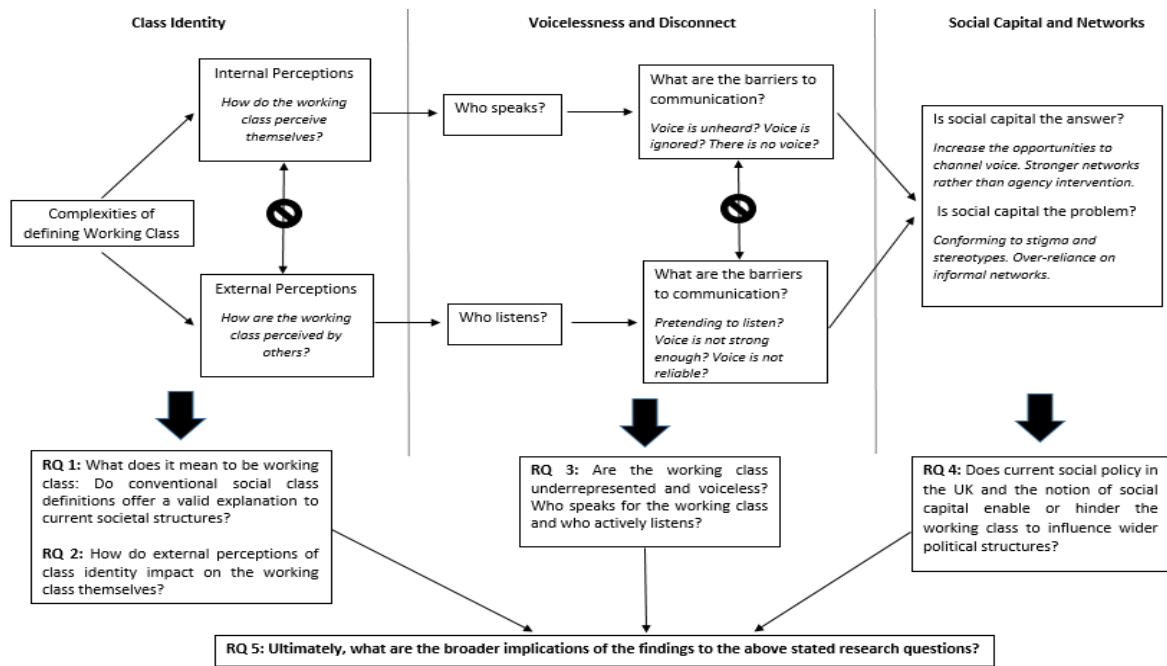 Class Identity
Voicelessness and Disconnect
Social Capital and Networks
Internal Perceptions
How do the working
class perceive
themselves?
Who speaks?
What are the barriers to
communication?
Voice is unheard? Voice is
ignored? There is no voice?
Is social capital the answer?
Increase the opportunities to
channel voice. Stronger networks
rather than agency intervention.
Is social capital the problem?
Conforming to stigma and
stereotypes. Over-reliance on
informal networks.
Complexities of
defining Working Class
External Perceptions
How are the working
class perceived by
others?
Who listens?
What are the barriers
to communication?
Pretending to listen?
Voice is not strong
enough? Voice is not
reliable?
RQ 1: What does it mean to be working
class: Do conventional social class
definitions offer a valid explanation to
current societal structures?
RQ 2: How do external perceptions of
class identity impact on the working
class themselves?
RQ 3: Are the working class
underrepresented and voiceless?
Who speaks for the working class
and who actively listens?
RQ 4: Does current social policy in
the UK and the notion of social
capital enable or hinder the
working class to influence wider
political structures?
RQ 5: Ultimately, what are the broader implications of the findings to the above stated research questions?